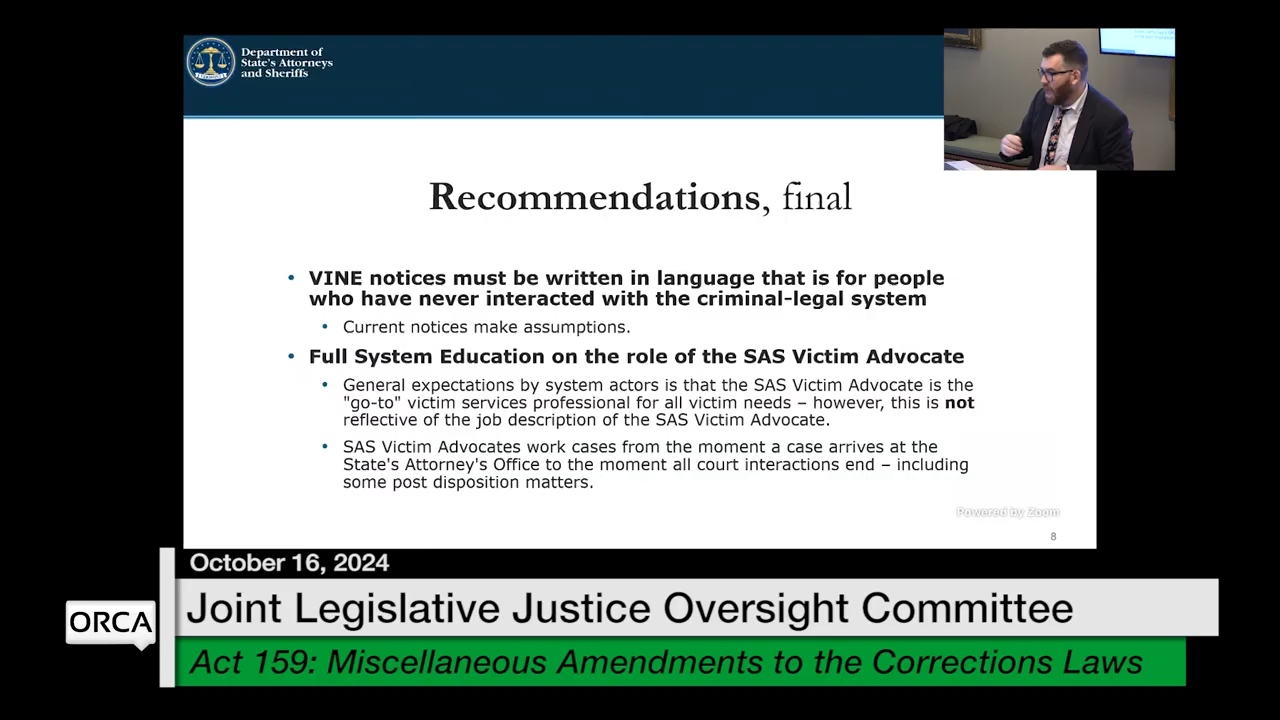 Department of
State's Attorneys
and Sheriffs
Recommendations, final
• VINE notices must be written in language that is for people
who have never interacted with the criminal-legal system
• Current notices make assumptions.
• Full System Education on the role of the SAS Victim Advocate
• General expectations by system actors is that the SAS Victim Advocate is the
"go-to" victim services professional for all victim needs – however, this is not
reflective of the job description of the SAS Victim Advocate.
• SAS Victim Advocates work cases from the moment a case arrives at the
State's Attorney's Office to the moment all court interactions end – including
some post disposition matters.
Powered by Zoom
8
October 16, 2024
ORCA
Joint Legislative Justice Oversight Committee
Act 159: Miscellaneous Amendments to the Corrections Laws